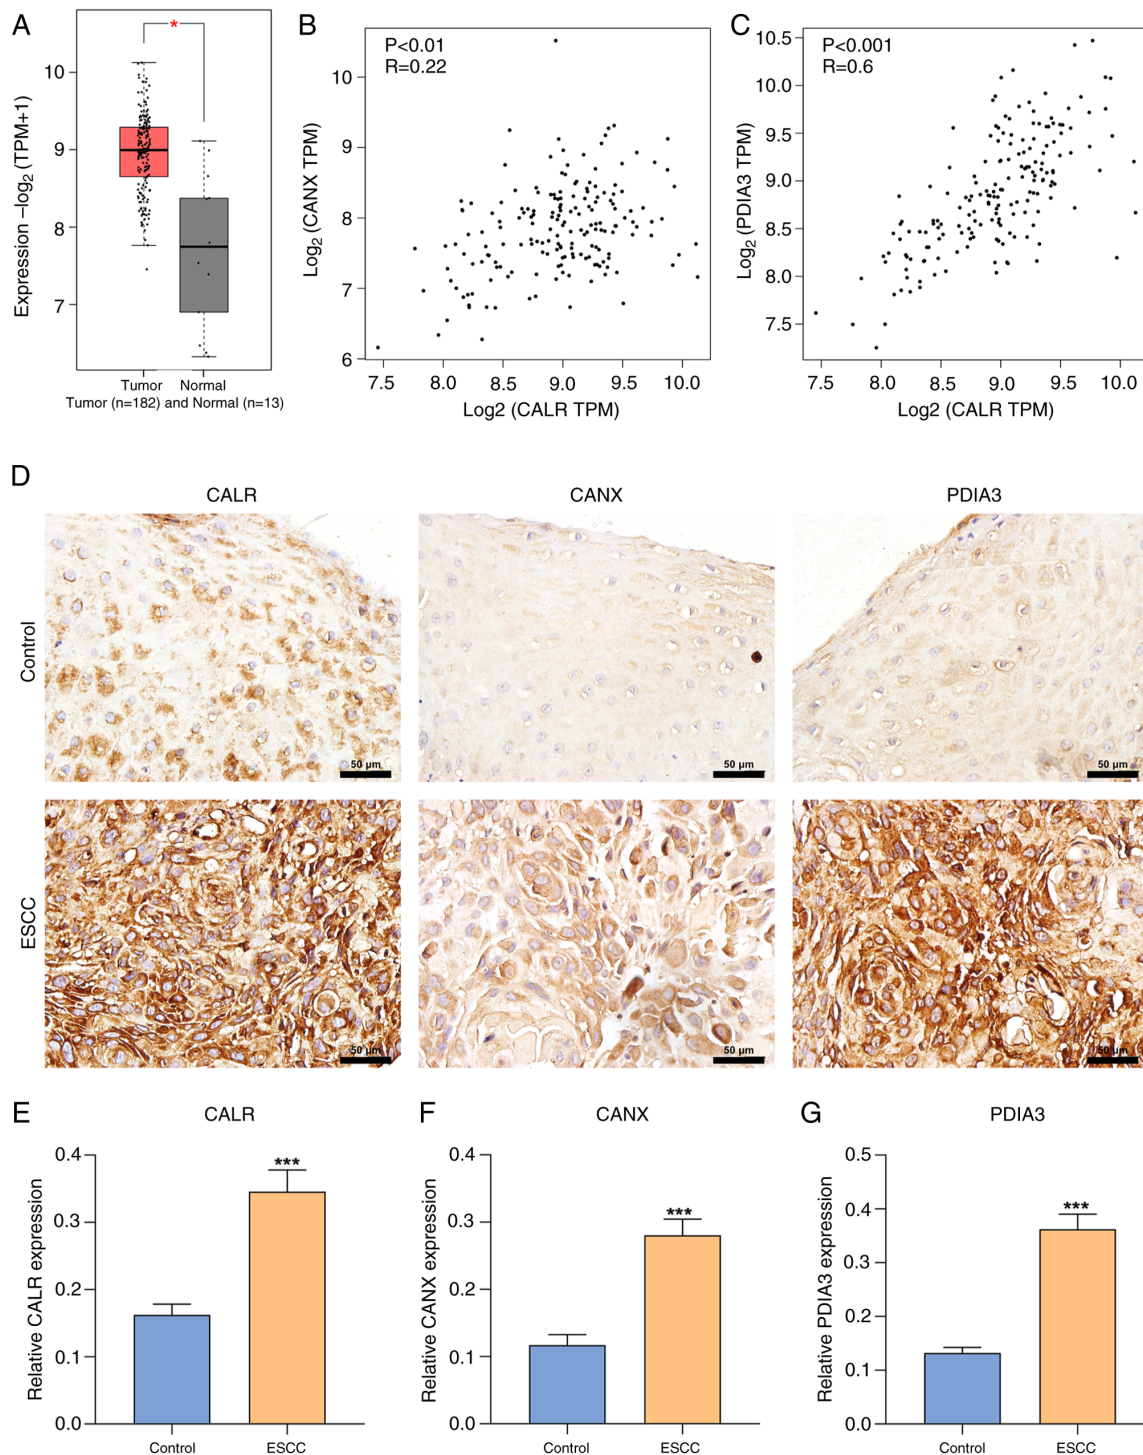 A
*
Expression –log2 (TPM+1)
10
9
8
7
Tumor Normal
Tumor (n=182) and Normal (n=13)
B
P<0.01
R=0.22
Log2 (CANX TPM)
10
9
8
7
6
7.5 8.0 8.5 9.0 9.5 10.0
Log2 (CALR TPM)
C
P<0.001
R=0.6
Log2 (PDIA3 TPM)
10.5
10.0
9.5
9.0
8.5
8.0
7.5
7.5 8.0 8.5 9.0 9.5 10.0
Log2 (CALR TPM)
D
CALR CANX PDIA3
Control
50 µm 50 µm 50 µm
ESCC
50 µm 50 µm 50 µm
E
CALR
Relative CALR expression
0.4
0.3
0.2
0.1
0.0
***
Control ESCC
F
CANX
Relative CANX expression
0.4
0.3
0.2
0.1
0.0
***
Control ESCC
G
PDIA3
Relative PDIA3 expression
0.5
0.4
0.3
0.2
0.1
0.0
***
Control ESCC